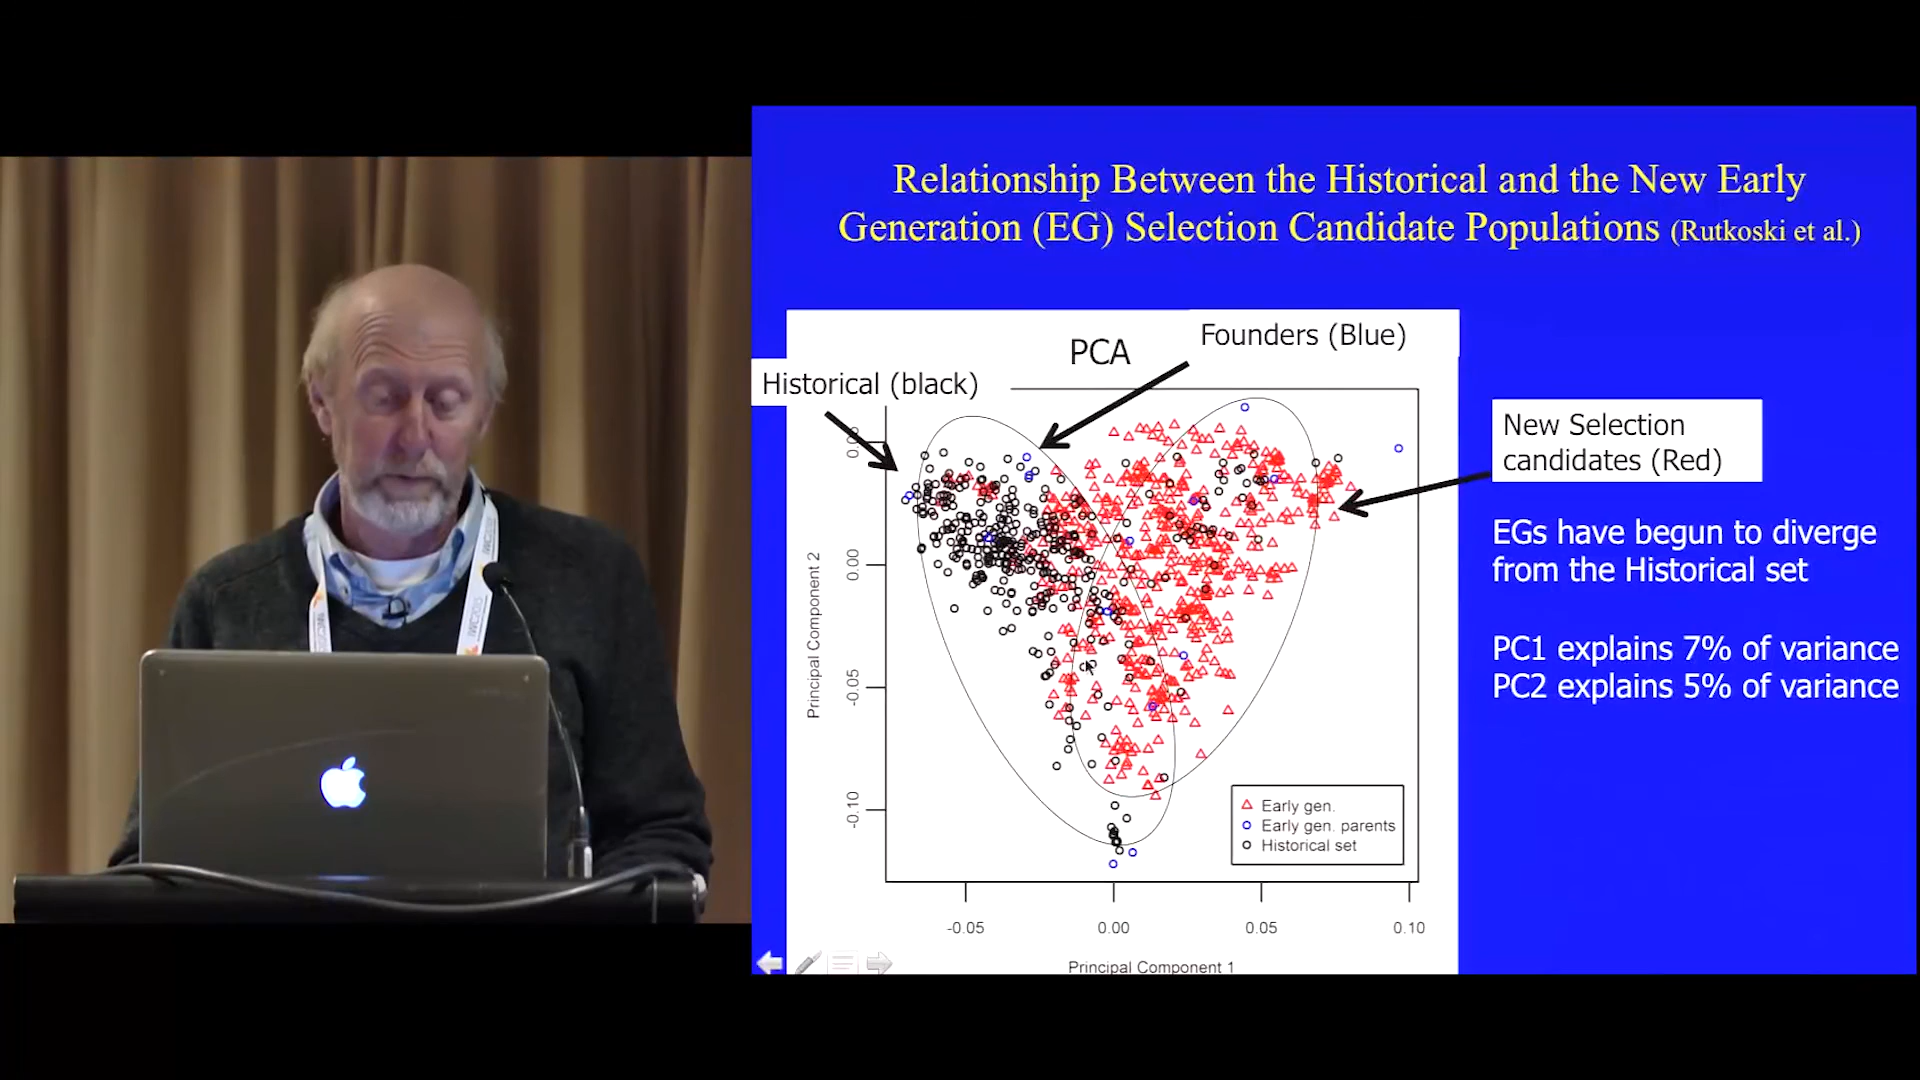 Relationship Between the Historical and the New Early
Generation (EG) Selection Candidate Populations (Rutkoski et al.)
Founders (Blue)
PCA
Historical (black)
New Selection
candidates (Red)
EGs have begun to diverge
from the Historical set
PC1 explains 7% of variance
PC2 explains 5% of variance
Principal Component 2
0.00
-0.05
-0.10
Early gen.
Early gen. parents
Historical set
-0.05 0.00 0.05 0.10
Principal Component 1